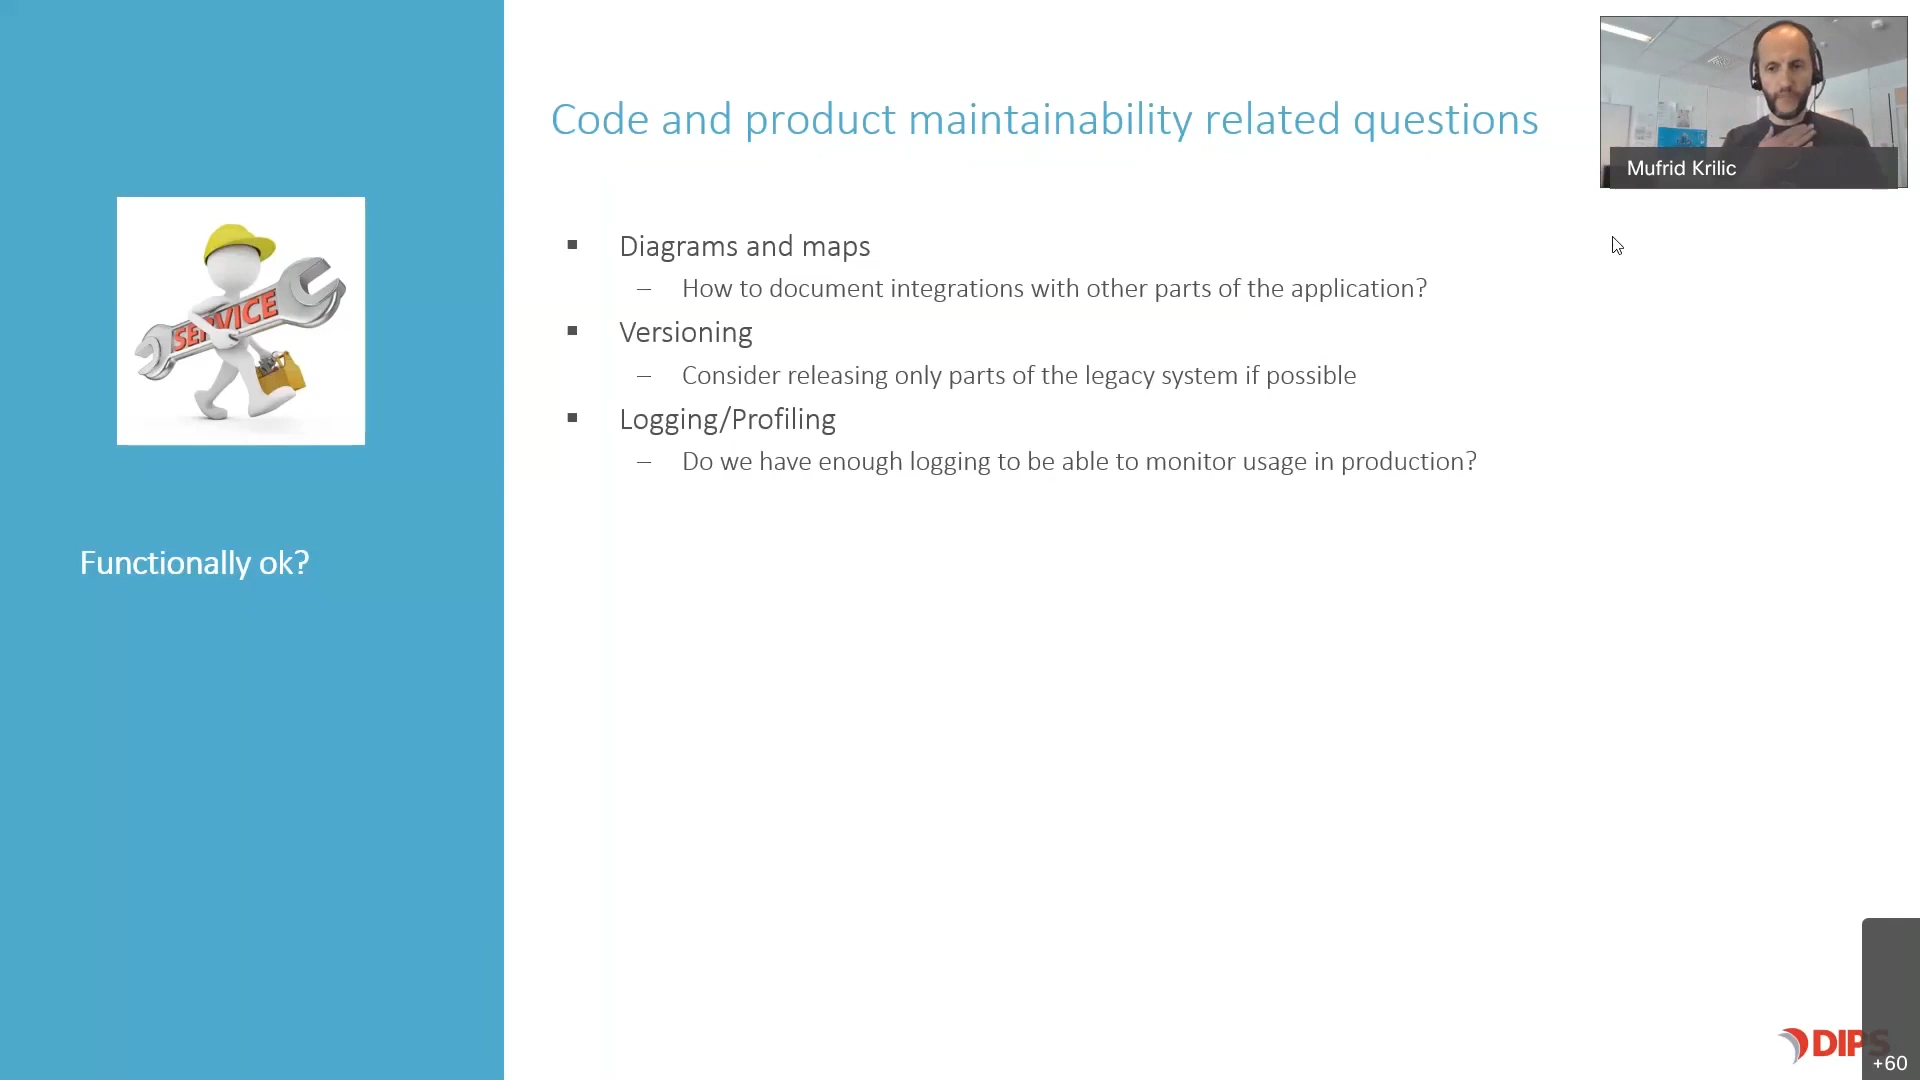 Code and product maintainability related questions
Mufrid Krilic
▪ Diagrams and maps
– How to document integrations with other parts of the application?
▪ Versioning
– Consider releasing only parts of the legacy system if possible
▪ Logging/Profiling
– Do we have enough logging to be able to monitor usage in production?
SERVICE
Functionally ok?
DIPS
+60